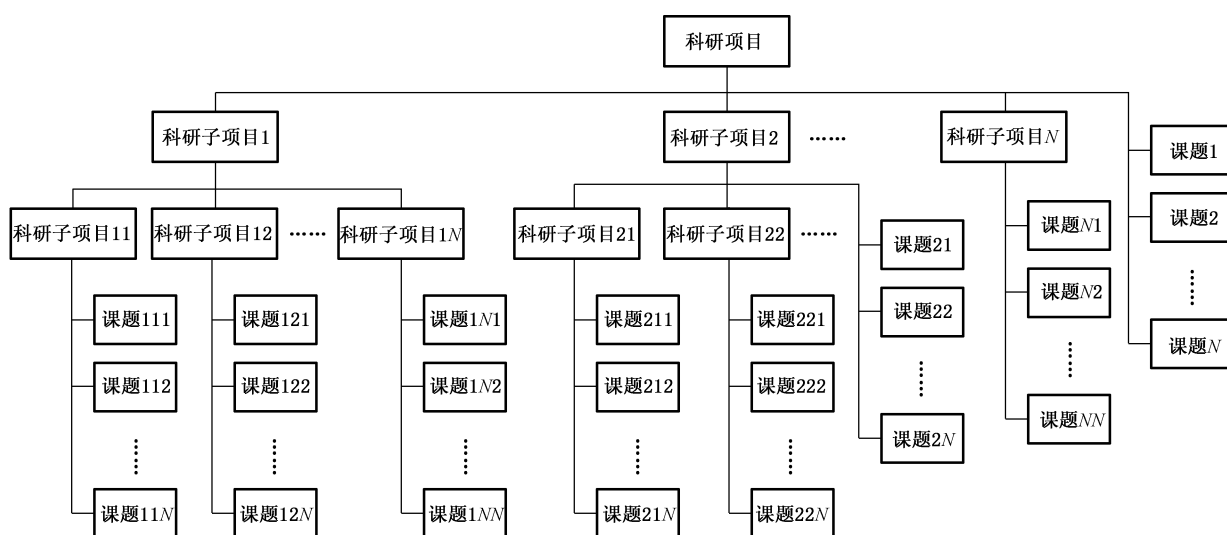 科研项目
科研子项目1
科研子项目2
……
科研子项目N
课题1
课题2
……
课题N
科研子项目11
科研子项目12
……
科研子项目1N
科研子项目21
科研子项目22
……
课题21
课题22
……
课题2N
课题N1
课题N2
……
课题NN
课题111
课题112
……
课题11N
课题121
课题122
……
课题12N
课题1N1
课题1N2
……
课题1NN
课题211
课题212
……
课题21N
课题221
课题222
……
课题22N